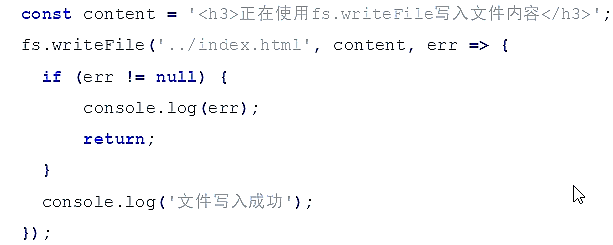 const content = '<h3>正在使用fs.writeFile写入文件内容</h3>';
fs.writeFile('../index.html', content, err => {
if (err != null) {
console.log(err);
return;
}
console.log('文件写入成功');
});